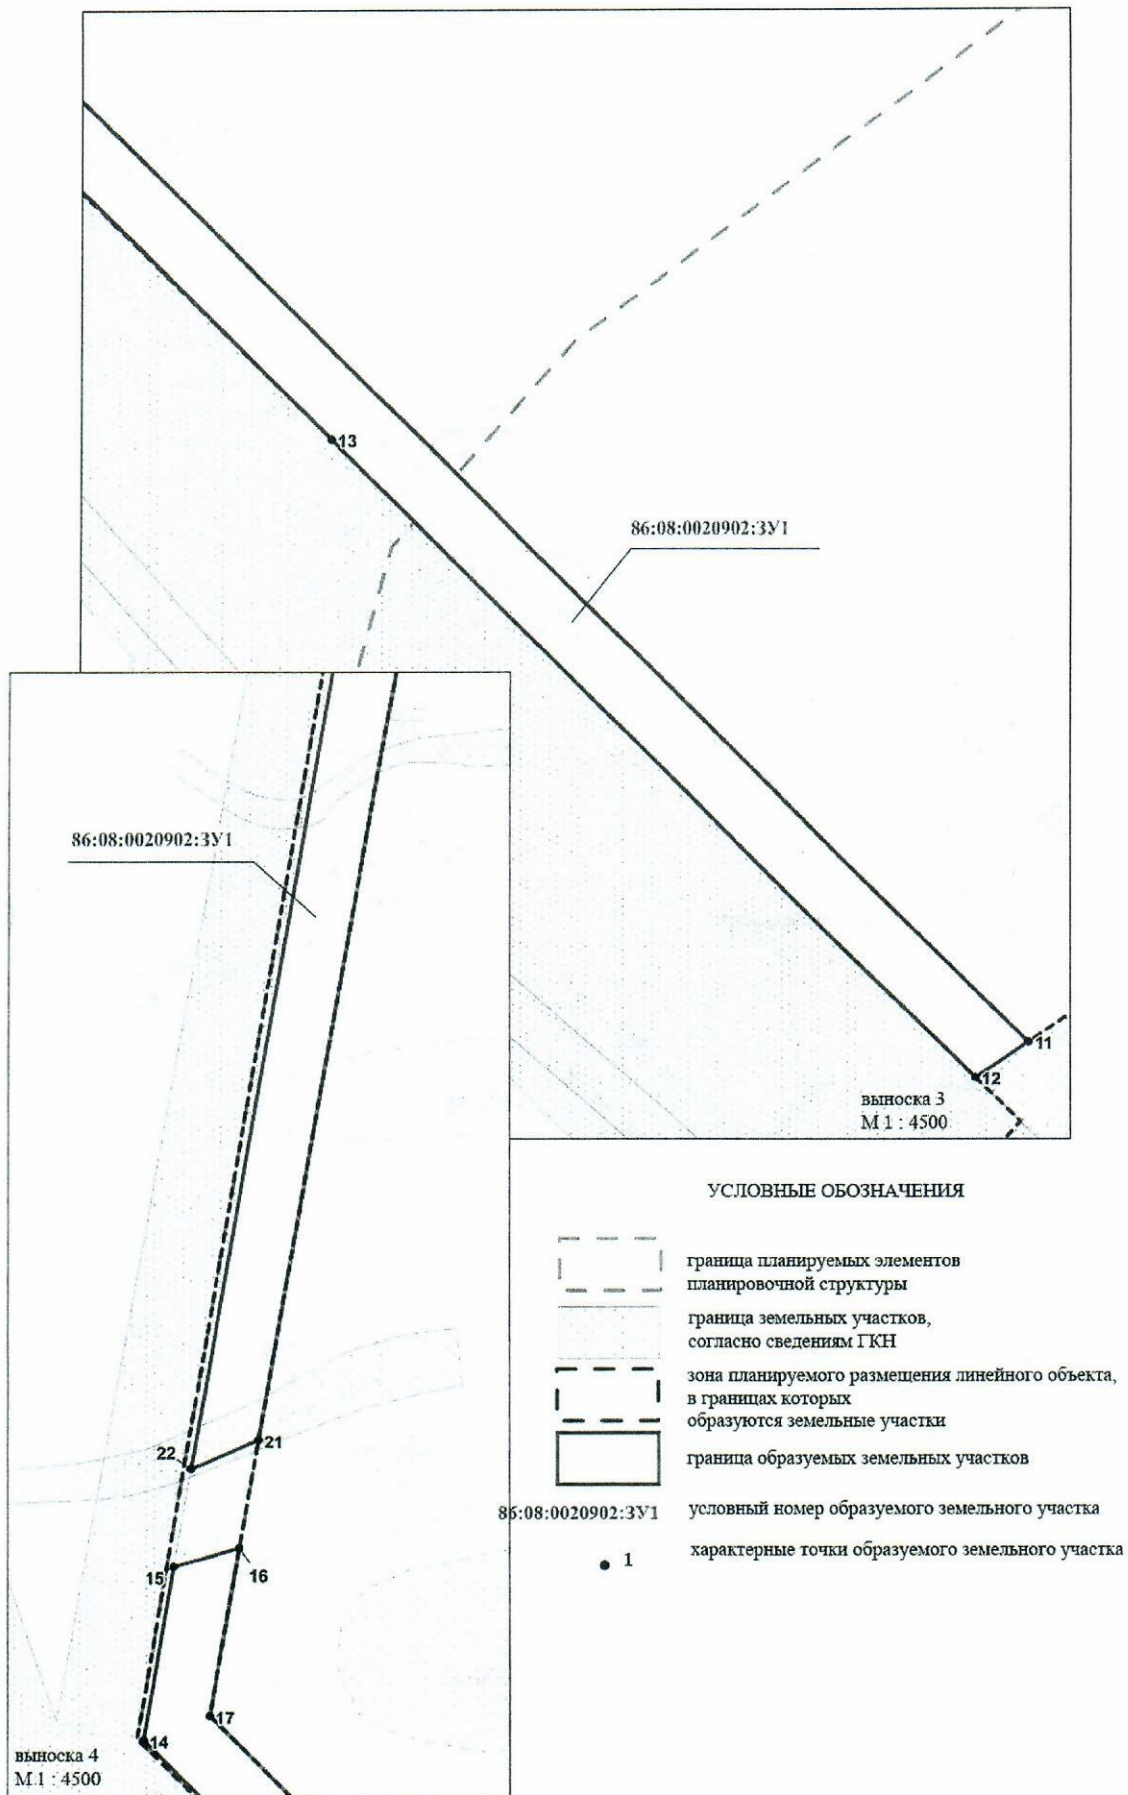 13
86:08:0020902:ЗУ1
11
12
выноска 3
М 1 : 4500
86:08:0020902:ЗУ1
22
21
15
16
17
14
выноска 4
М 1 : 4500
УСЛОВНЫЕ ОБОЗНАЧЕНИЯ
граница планируемых элементов
планировочной структуры
граница земельных участков,
согласно сведениям ГКН
зона планируемого размещения линейного объекта,
в границах которых
образуются земельные участки
граница образуемых земельных участков
86:08:0020902:ЗУ1 условный номер образуемого земельного участка
1 характерные точки образуемого земельного участка